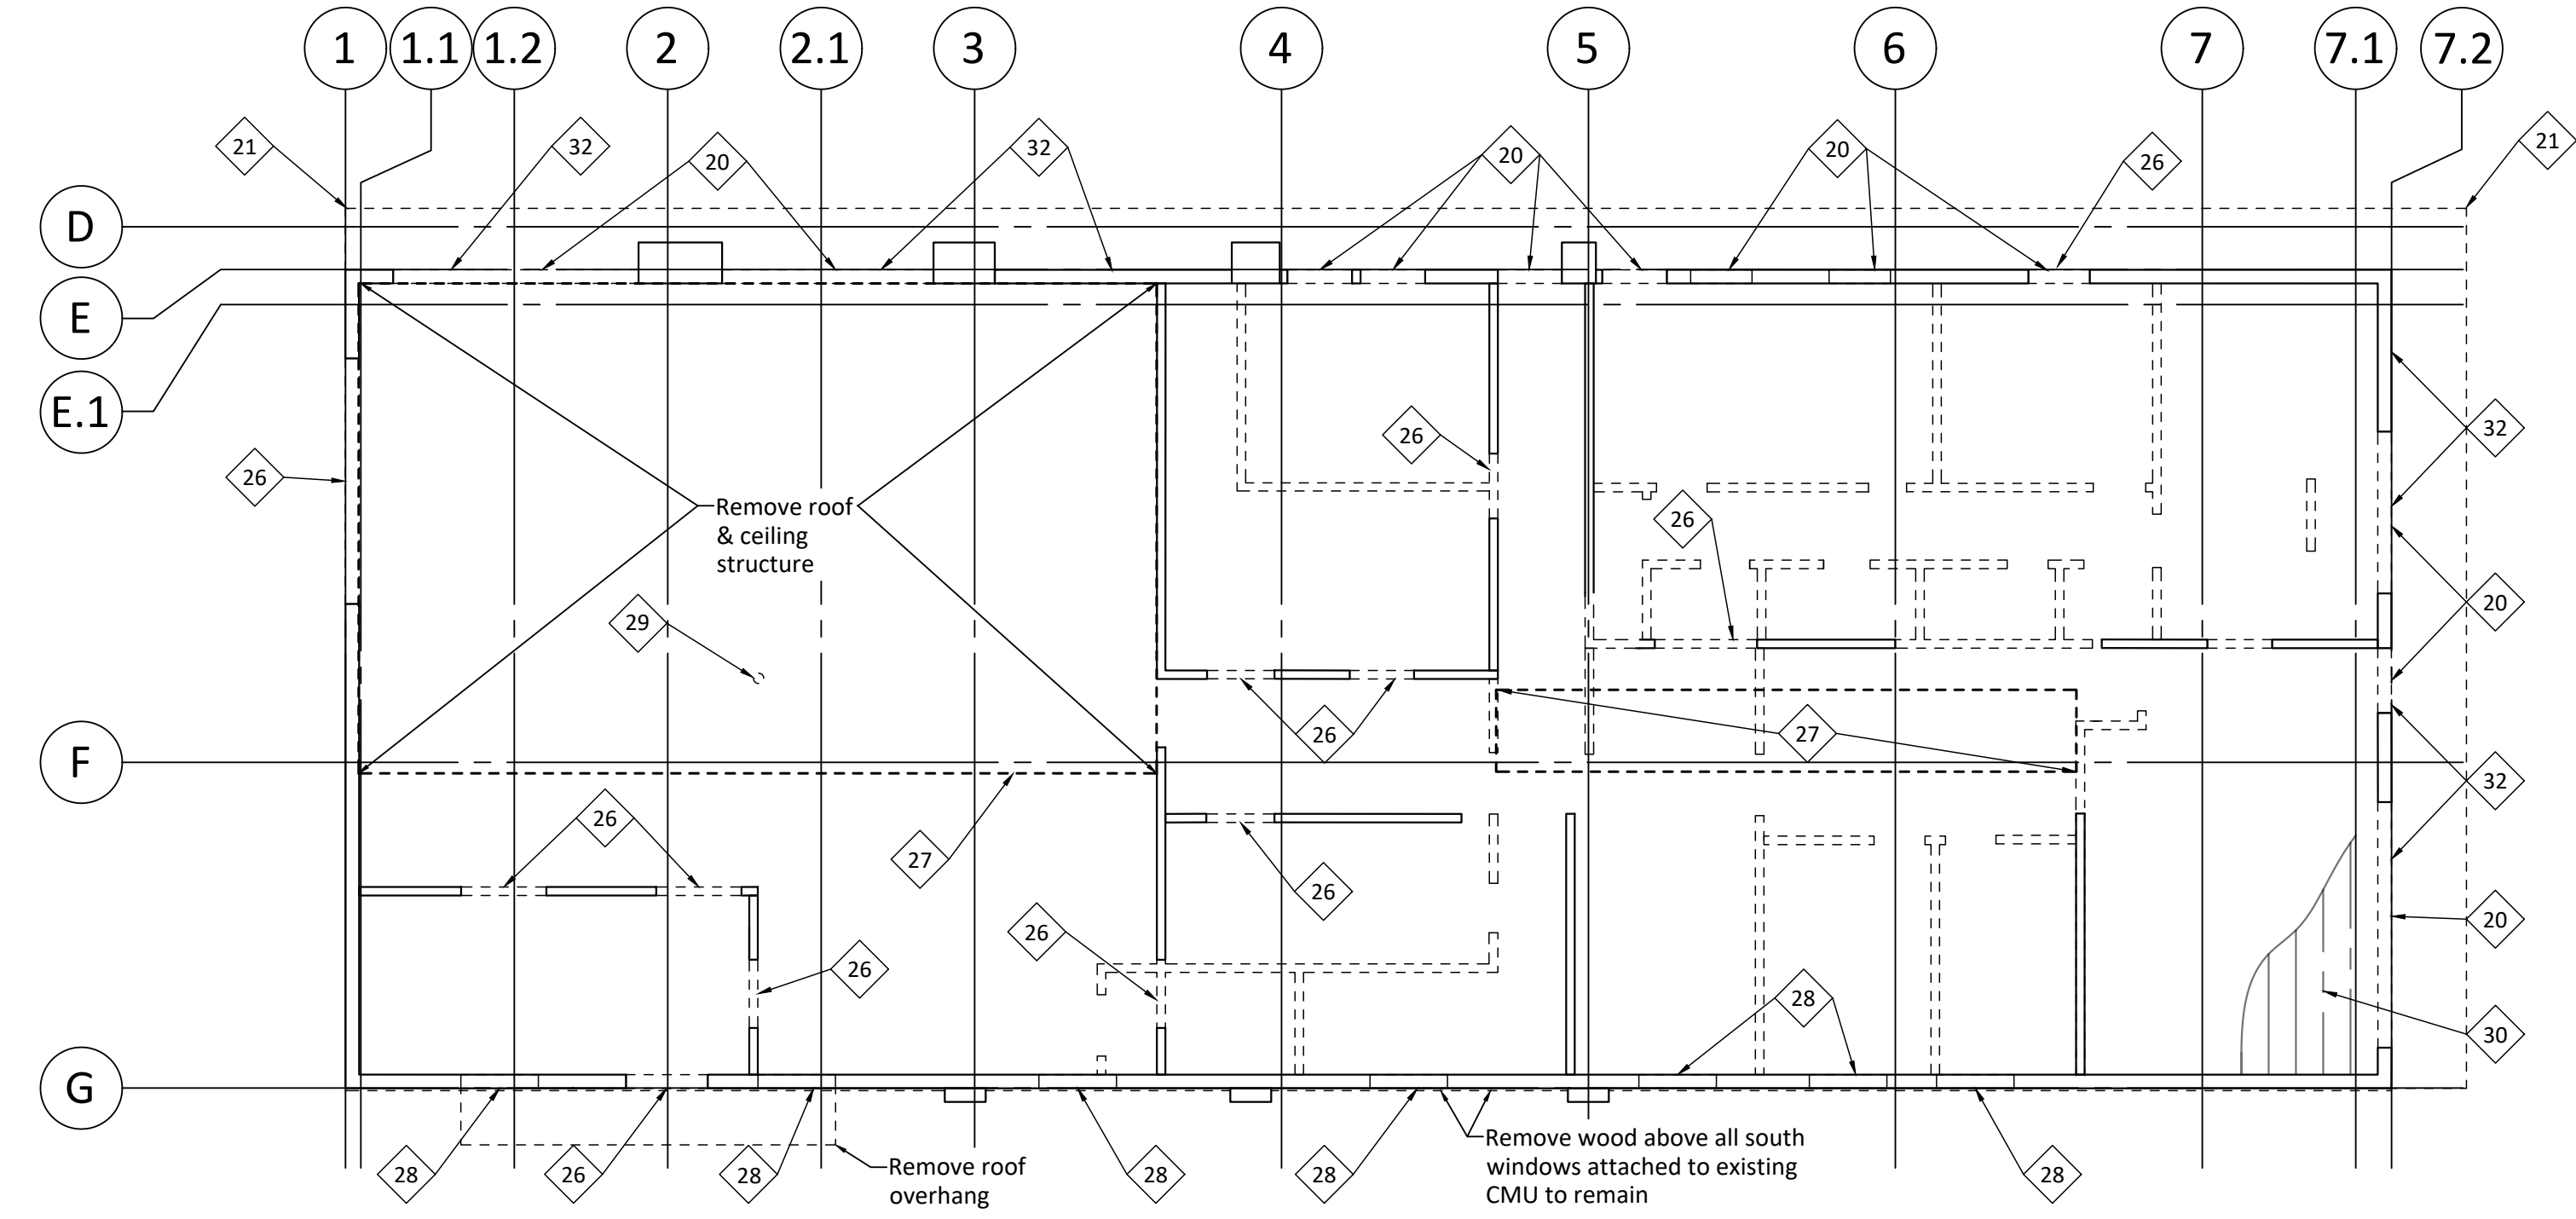 1 1.1 1.2 2 2.1 3 4 5 6 7 7.1 7.2
21 32 20 32 20 20 26 21
D
E
E.1
26 32
26
Remove roof
& ceiling
structure
26
29 20
26 27
F
32
26
27
26
20
26
26
28
30
G
Remove wood above all south
windows attached to existing
CMU to remain
Remove roof
overhang
28 26 28 28 28 28